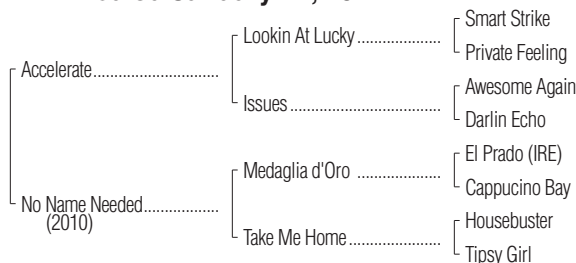 Smart Strike
Lookin At Lucky
Private Feeling
Accelerate
Awesome Again
Issues
Darlin Echo
El Prado (IRE)
Medaglia d'Oro
Cappucino Bay
No Name Needed
(2010)
Housebuster
Take Me Home
Tipsy Girl